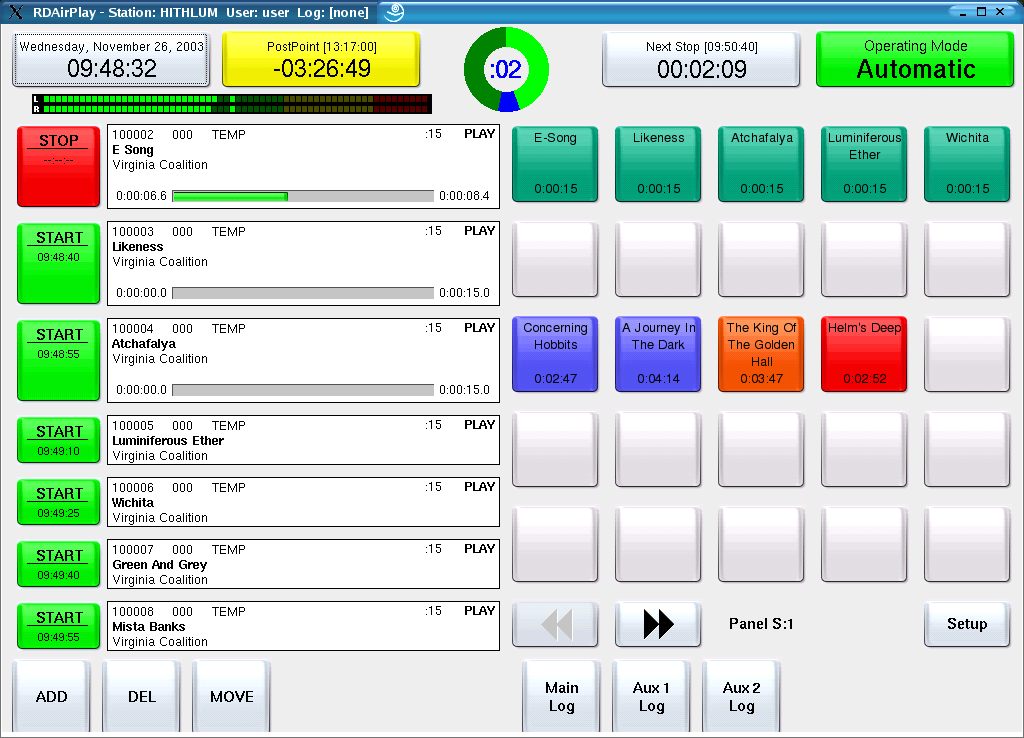 X RDAirPlay - Station: HITHLUM User: user Log: [none]
Wednesday, November 26, 2003
09:48:32
PostPoint [13:17:00]
-03:26:49
:02
Next Stop [09:50:40]
00:02:09
Operating Mode
Automatic
L
R
STOP
--:--:--
100002 000 TEMP :15 PLAY
E Song
Virginia Coalition
0:00:06.6 0:00:08.4
START
09:48:40
100003 000 TEMP :15 PLAY
Likeness
Virginia Coalition
0:00:00.0 0:00:15.0
START
09:48:55
100004 000 TEMP :15 PLAY
Atchafalya
Virginia Coalition
0:00:00.0 0:00:15.0
START
09:49:10
100005 000 TEMP :15 PLAY
Luminiferous Ether
Virginia Coalition
START
09:49:25
100006 000 TEMP :15 PLAY
Wichita
Virginia Coalition
START
09:49:40
100007 000 TEMP :15 PLAY
Green And Grey
Virginia Coalition
START
09:49:55
100008 000 TEMP :15 PLAY
Mista Banks
Virginia Coalition
E-Song
0:00:15
Likeness
0:00:15
Atchafalya
0:00:15
Luminiferous
Ether
0:00:15
Wichita
0:00:15
Concerning
Hobbits
0:02:47
A Journey In
The Dark
0:04:14
The King Of
The Golden
Hall
0:03:47
Helm's Deep
0:02:52
Panel S:1
Setup
ADD
DEL
MOVE
Main
Log
Aux 1
Log
Aux 2
Log